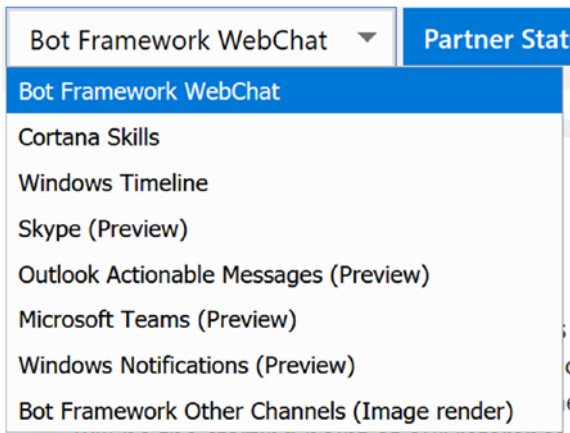 Bot Framework WebChat
Partner Stat
Bot Framework WebChat
Cortana Skills
Windows Timeline
Skype (Preview)
Outlook Actionable Messages (Preview)
Microsoft Teams (Preview)
Windows Notifications (Preview)
Bot Framework Other Channels (Image render)